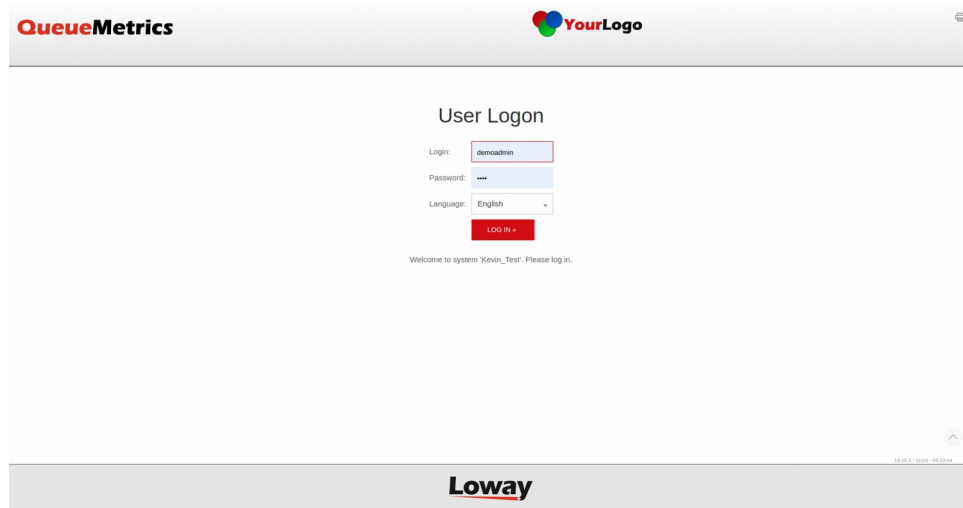 QueueMetrics
YourLogo
User Logon
Login: demoadmin
Password: ••••
Language: English
LOG IN »
Welcome to system 'Kevin_Test'. Please log in.
Loway